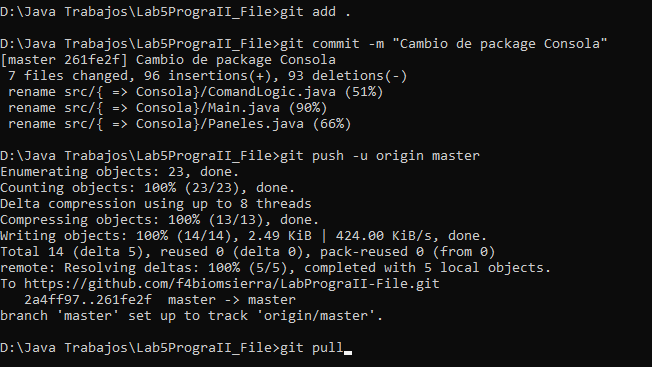 D:\Java Trabajos\Lab5PrograII_File>git add .
D:\Java Trabajos\Lab5PrograII_File>git commit -m "Cambio de package Consola"
[master 261fe2f] Cambio de package Consola
 7 files changed, 96 insertions(+), 93 deletions(-)
 rename src/{ => Consola}/ComandLogic.java (51%)
 rename src/{ => Consola}/Main.java (90%)
 rename src/{ => Consola}/Paneles.java (66%)
D:\Java Trabajos\Lab5PrograII_File>git push -u origin master
Enumerating objects: 23, done.
Counting objects: 100% (23/23), done.
Delta compression using up to 8 threads
Compressing objects: 100% (13/13), done.
Writing objects: 100% (14/14), 2.49 KiB | 424.00 KiB/s, done.
Total 14 (delta 5), reused 0 (delta 0), pack-reused 0 (from 0)
remote: Resolving deltas: 100% (5/5), completed with 5 local objects.
To https://github.com/f4biomsierra/LabPrograII-File.git
   2a4ff97..261fe2f  master -> master
branch 'master' set up to track 'origin/master'.
D:\Java Trabajos\Lab5PrograII_File>git pull